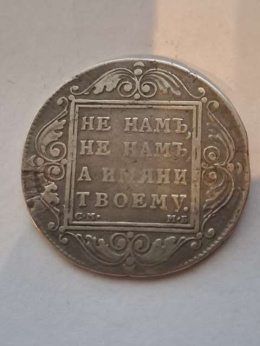 НЕ НАМЪ,
НЕ НАМЪ
А ИМЯНИ
ТВОЕМУ.
С.М. М.Б